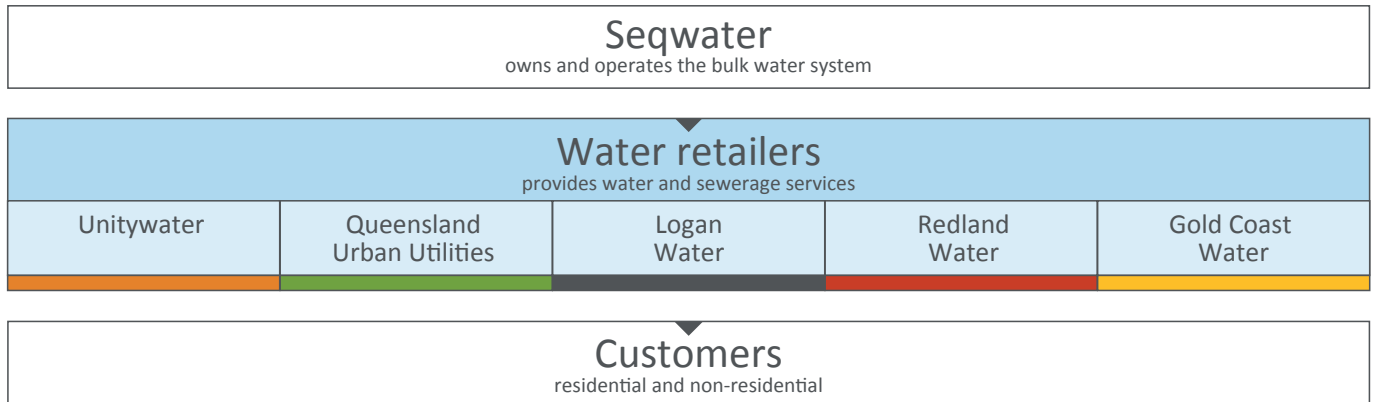 Seqwater
owns and operates the bulk water system
Water retailers
provides water and sewerage services
Unitywater
Queensland
Urban Utilities
Logan
Water
Redland
Water
Gold Coast
Water
Customers
residential and non-residential